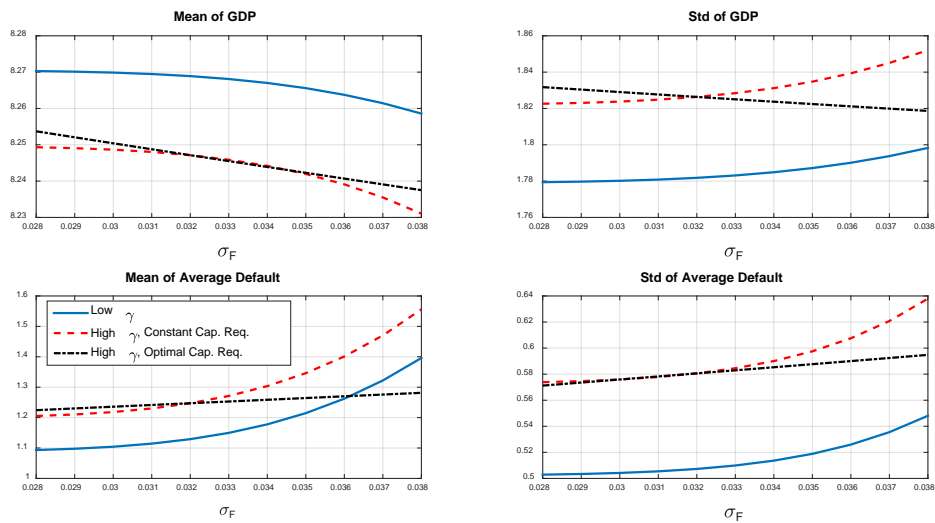 Mean of GDP
8.28
8.27
8.26
8.25
8.24
8.23
0.028 0.029 0.03 0.031 0.032 0.033 0.034 0.035 0.036 0.037 0.038
σF
Std of GDP
1.86
1.84
1.82
1.8
1.78
1.76
0.028 0.029 0.03 0.031 0.032 0.033 0.034 0.035 0.036 0.037 0.038
σF
Mean of Average Default
1.6
1.5
1.4
1.3
1.2
1.1
1
Low γ
High γ, Constant Cap. Req.
High γ, Optimal Cap. Req.
0.028 0.029 0.03 0.031 0.032 0.033 0.034 0.035 0.036 0.037 0.038
σF
Std of Average Default
0.64
0.62
0.6
0.58
0.56
0.54
0.52
0.5
0.028 0.029 0.03 0.031 0.032 0.033 0.034 0.035 0.036 0.037 0.038
σF